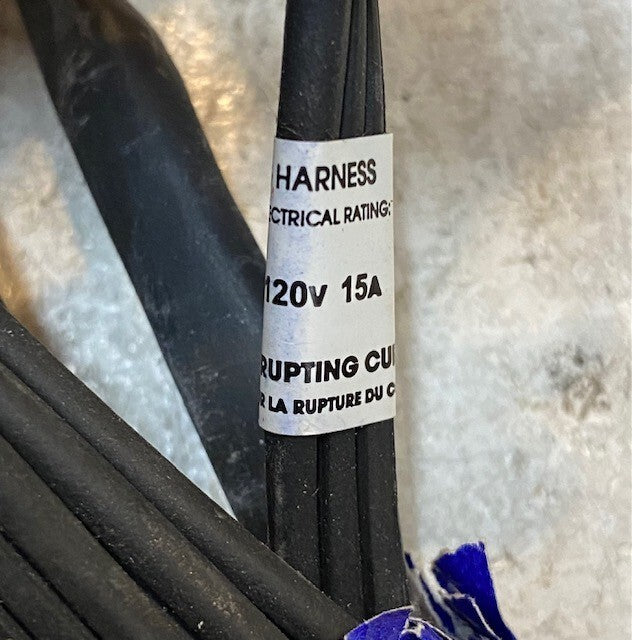 HARNESS
ECTRICAL RATING:
120V 15A
RUPTING CU
R LA RUPTURE DU C